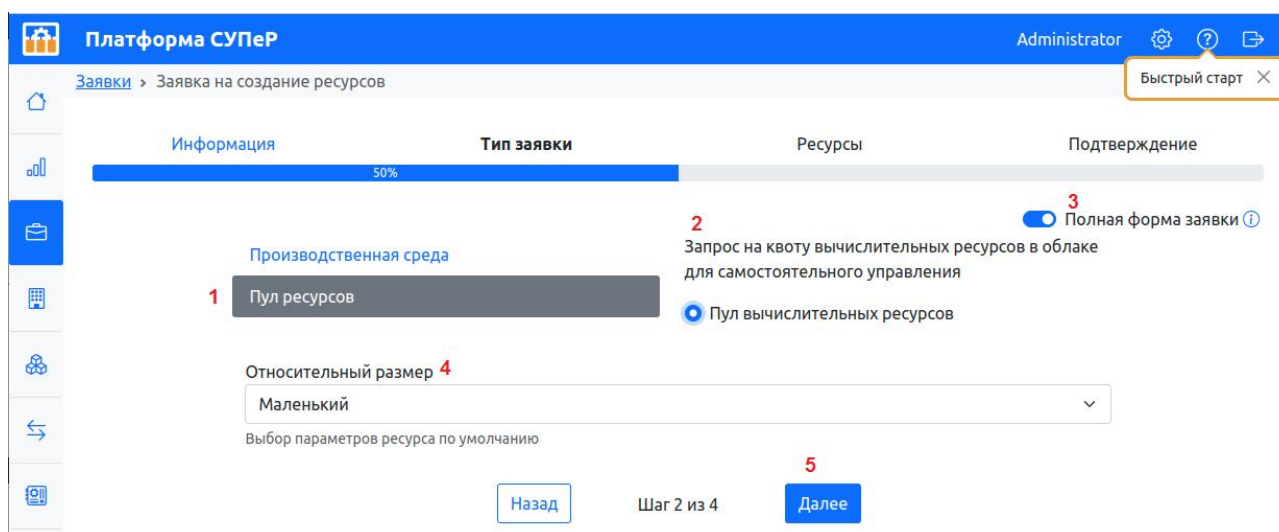 Платформа СУПеР
Administrator
Быстрый старт
Заявки › Заявка на создание ресурсов
Информация
Тип заявки
Ресурсы
Подтверждение
50%
3
Полная форма заявки
2
Запрос на квоту вычислительных ресурсов в облаке
для самостоятельного управления
Производственная среда
1 Пул ресурсов
Пул вычислительных ресурсов
Относительный размер 4
Маленький
Выбор параметров ресурса по умолчанию
5
Назад
Шаг 2 из 4
Далее